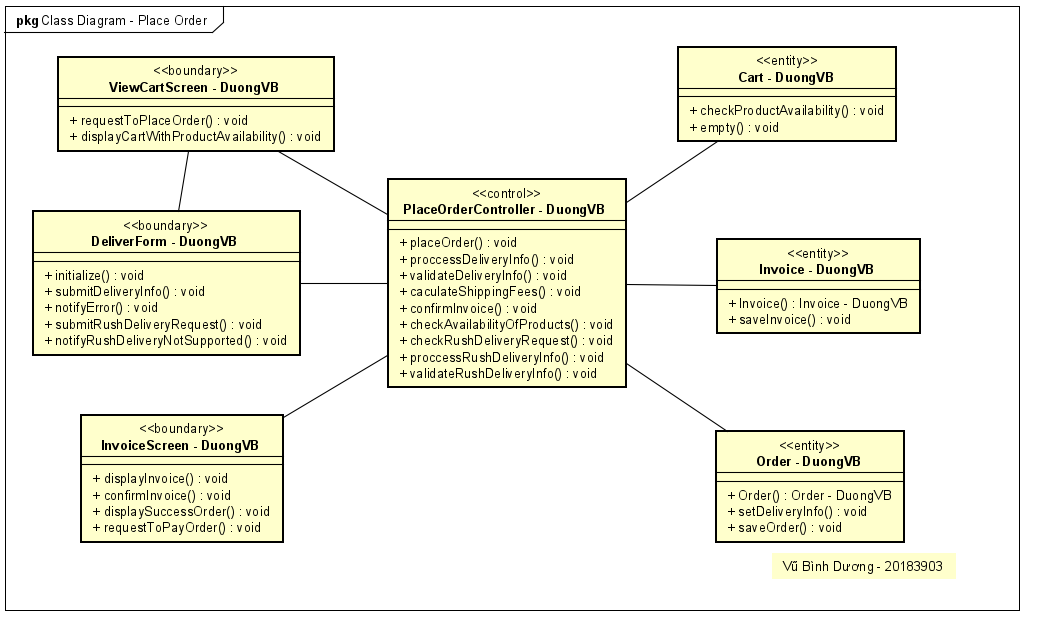 pkg Class Diagram - Place Order
<<boundary>>
ViewCartScreen - DuongVB
+ requestToPlaceOrder() : void
+ displayCartWithProductAvailability() : void
<<entity>>
Cart - DuongVB
+ checkProductAvailability() : void
+ empty() : void
<<control>>
PlaceOrderController - DuongVB
+ placeOrder() : void
+ proccessDeliveryInfo() : void
+ validateDeliveryInfo() : void
+ caculateShippingFees() : void
+ confirmInvoice() : void
+ checkAvailabilityOfProducts() : void
+ checkRushDeliveryRequest() : void
+ proccessRushDeliveryInfo() : void
+ validateRushDeliveryInfo() : void
<<boundary>>
DeliverForm - DuongVB
+ initialize() : void
+ submitDeliveryInfo() : void
+ notifyError() : void
+ submitRushDeliveryRequest() : void
+ notifyRushDeliveryNotSupported() : void
<<entity>>
Invoice - DuongVB
+ Invoice() : Invoice - DuongVB
+ saveInvoice() : void
<<boundary>>
InvoiceScreen - DuongVB
+ displayInvoice() : void
+ confirmInvoice() : void
+ displaySuccessOrder() : void
+ requestToPayOrder() : void
<<entity>>
Order - DuongVB
+ Order() : Order - DuongVB
+ setDeliveryInfo() : void
+ saveOrder() : void
Vũ Bình Dương - 20183903